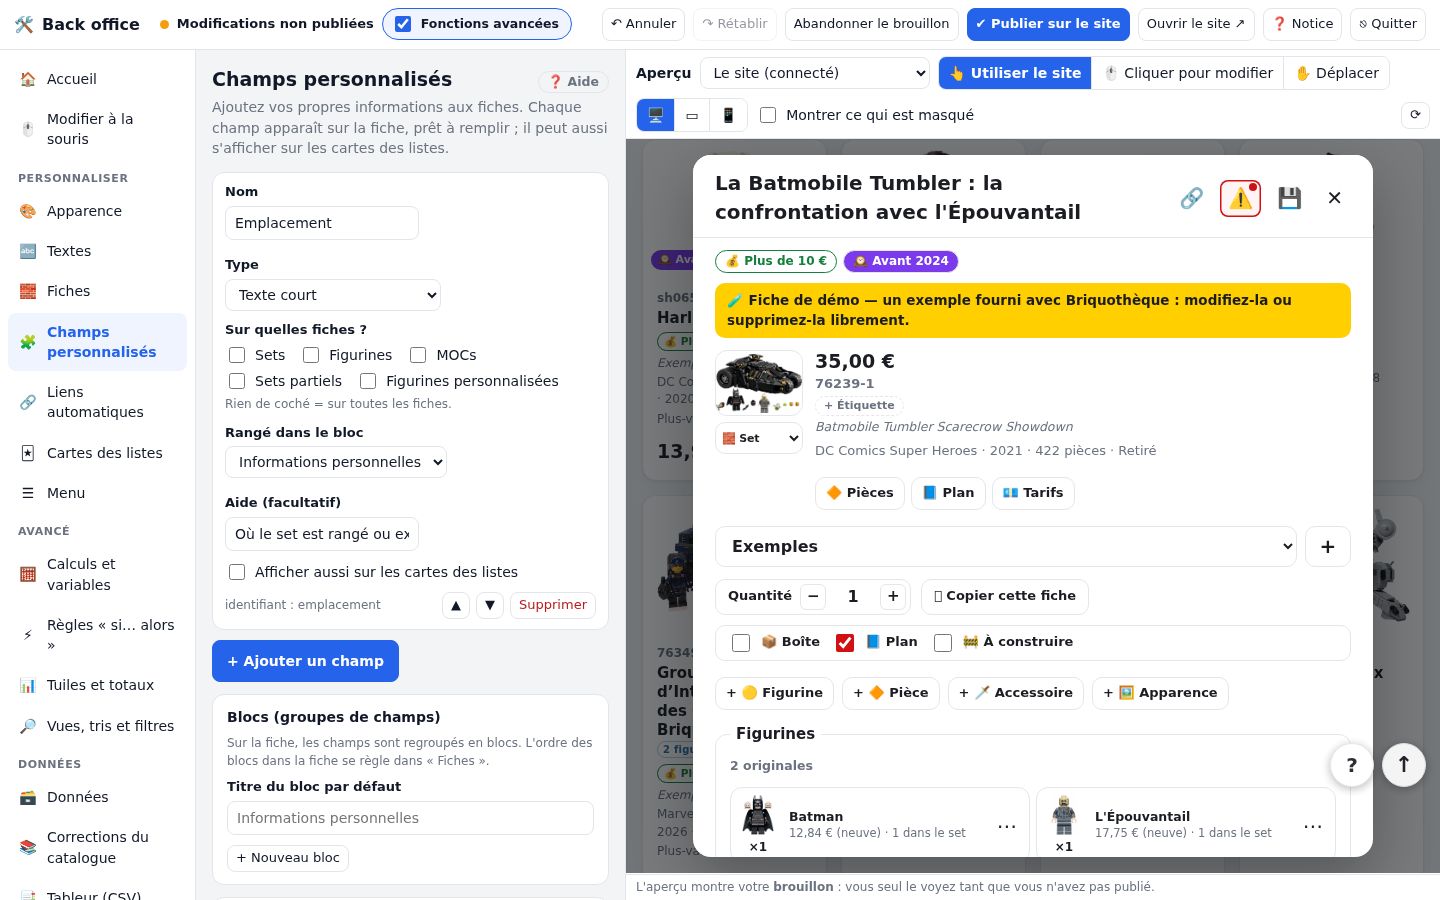 Back office
Modifications non publiées
Fonctions avancées
↶ Annuler
↷ Rétablir
Abandonner le brouillon
✔ Publier sur le site
Ouvrir le site ↗
❓ Notice
⎋ Quitter
Accueil
Modifier à la
souris
PERSONNALISER
Apparence
Textes
Fiches
Champs
personnalisés
Liens
automatiques
Cartes des listes
Menu
AVANCÉ
Calculs et
variables
Règles « si… alors
»
Tuiles et totaux
Vues, tris et filtres
DONNÉES
Données
Corrections du
catalogue
Tableur (CSV)
Champs personnalisés
❓ Aide
Ajoutez vos propres informations aux fiches. Chaque
champ apparaît sur la fiche, prêt à remplir ; il peut aussi
s'afficher sur les cartes des listes.
Nom
Emplacement
Type
Texte court
Sur quelles fiches ?
Sets
Figurines
MOCs
Sets partiels
Figurines personnalisées
Rien de coché = sur toutes les fiches.
Rangé dans le bloc
Informations personnelles
Aide (facultatif)
Où le set est rangé ou ex
Afficher aussi sur les cartes des listes
identifiant : emplacement
▲
▼
Supprimer
+ Ajouter un champ
Blocs (groupes de champs)
Sur la fiche, les champs sont regroupés en blocs. L'ordre des
blocs dans la fiche se règle dans « Fiches ».
Titre du bloc par défaut
Informations personnelles
+ Nouveau bloc
Aperçu
Le site (connecté)
Utiliser le site
Cliquer pour modifier
Déplacer
Montrer ce qui est masqué
La Batmobile Tumbler : la
confrontation avec l'Épouvantail
Plus de 10 €
Avant 2024
Fiche de démo — un exemple fourni avec Briquothèque : modifiez-la ou
supprimez-la librement.
35,00 €
76239-1
+ Étiquette
Batmobile Tumbler Scarecrow Showdown
Set
DC Comics Super Heroes · 2021 · 422 pièces · Retiré
Pièces
Plan
Tarifs
Exemples
+
Quantité
−
1
+
Copier cette fiche
Boîte
Plan
À construire
+ Figurine
+ Pièce
+ Accessoire
+ Apparence
Figurines
2 originales
Batman
12,84 € (neuve) · 1 dans le set
×1
L'Épouvantail
17,75 € (neuve) · 1 dans le set
×1
?
↑
L'aperçu montre votre brouillon : vous seul le voyez tant que vous n'avez pas publié.